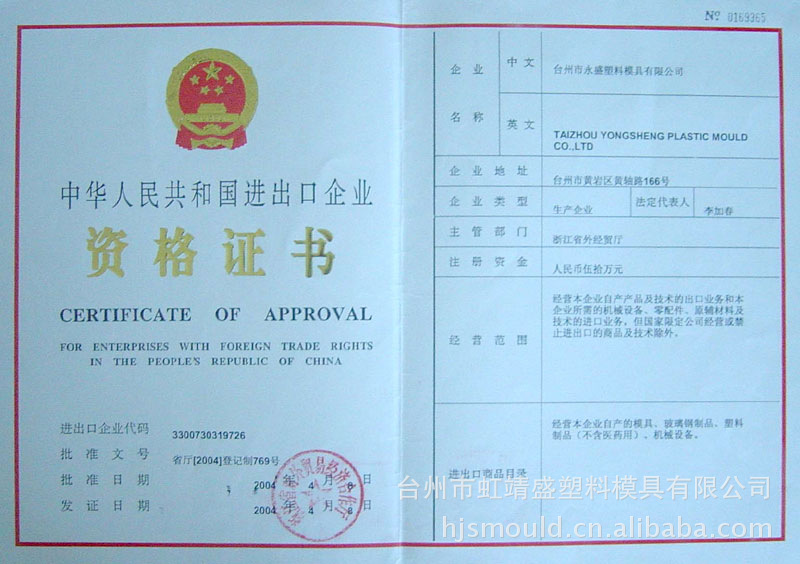 № 0169365
中华人民共和国进出口企业
资格证书
CERTIFICATE OF APPROVAL
FOR ENTERPRISES WITH FOREIGN TRADE RIGHTS
IN THE PEOPLE'S REPUBLIC OF CHINA
进出口企业代码 3300730319726
批准文号 省厅[2004]登记制769号
批准日期 2004 年 4 月 8 日
发证日期 2004 年 4 月 8 日
企业名称 中文 台州市永盛塑料模具有限公司
英文 TAIZHOU YONGSHENG PLASTIC MOULD
CO.,LTD
企业地址 台州市黄岩区黄轴路166号
企业类型 生产企业 法定代表人 李加春
主管部门 浙江省外经贸厅
注册资金 人民币伍拾万元
经营范围
经营本企业自产产品及技术的出口业务和本
企业所需的机械设备、零配件、原辅材料及
技术的进口业务，但国家限定公司经营或禁
止进出口的商品及技术除外。
进出口商品目录
经营本企业自产的模具、玻璃钢制品、塑料
制品（不含医药用）、机械设备。
台州市虹靖盛塑料模具有限公司
hjsmould.cn.alibaba.com